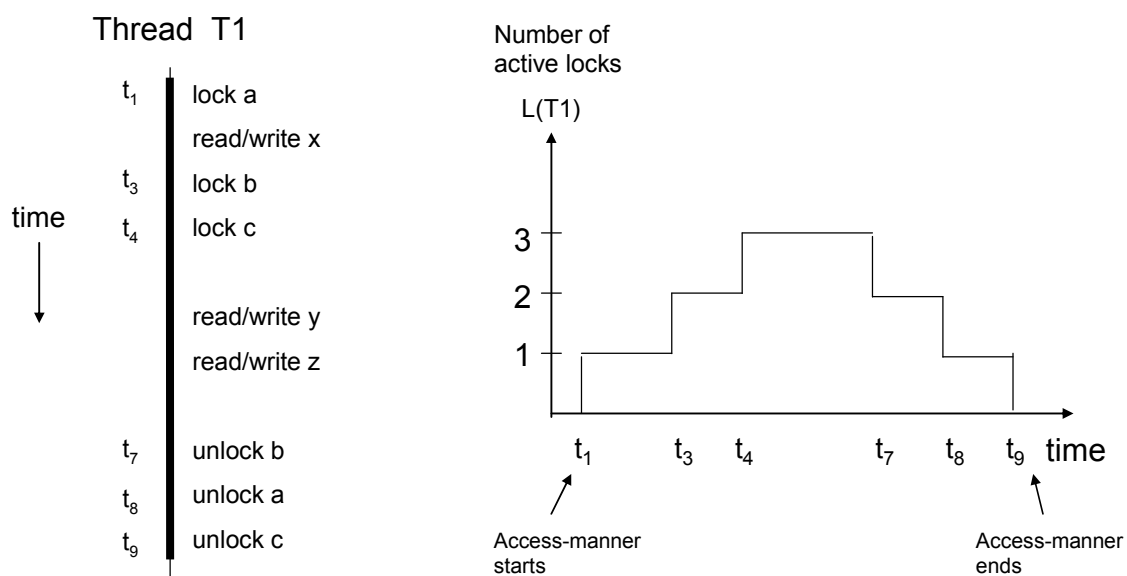 Thread T1
t1 lock a
read/write x
t3 lock b
time
t4 lock c
read/write y
read/write z
t7 unlock b
t8 unlock a
t9 unlock c
Number of
active locks
L(T1)
3
2
1
t1 t3 t4 t7 t8 t9 time
Access-manner
starts
Access-manner
ends